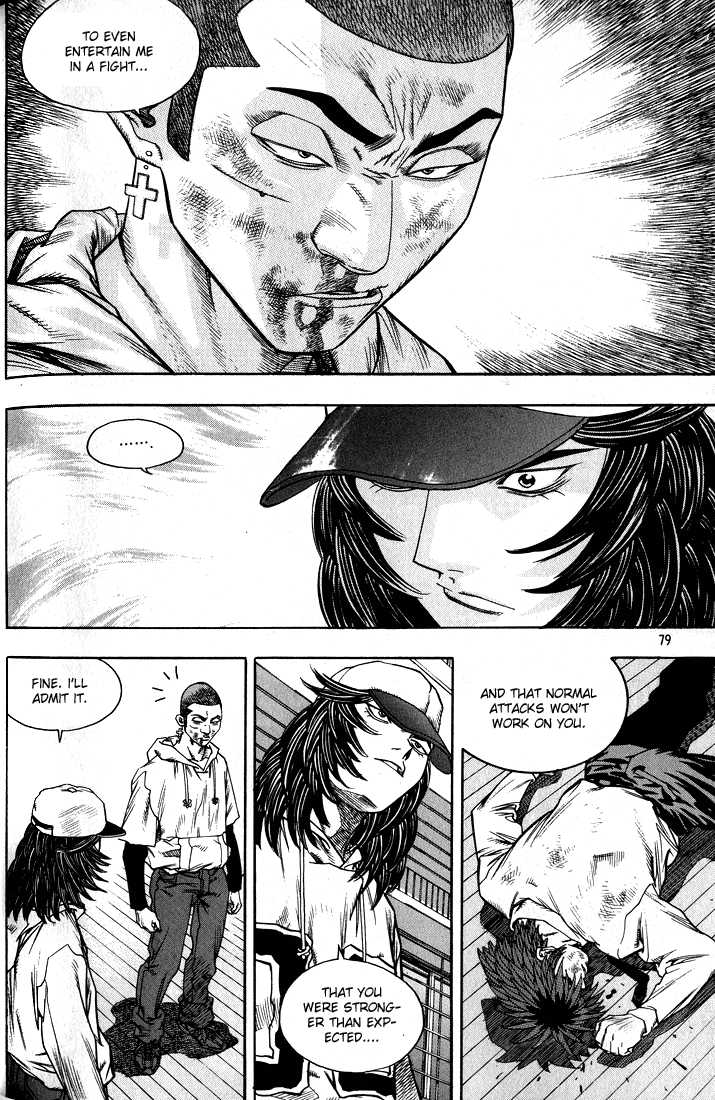 TO EVEN
ENTERTAIN ME
IN A FIGHT...
.......
79
FINE. I'LL
ADMIT IT.
THAT YOU
WERE STRONG-
ER THAN EXP-
ECTED....
AND THAT NORMAL
ATTACKS WON'T
WORK ON YOU.